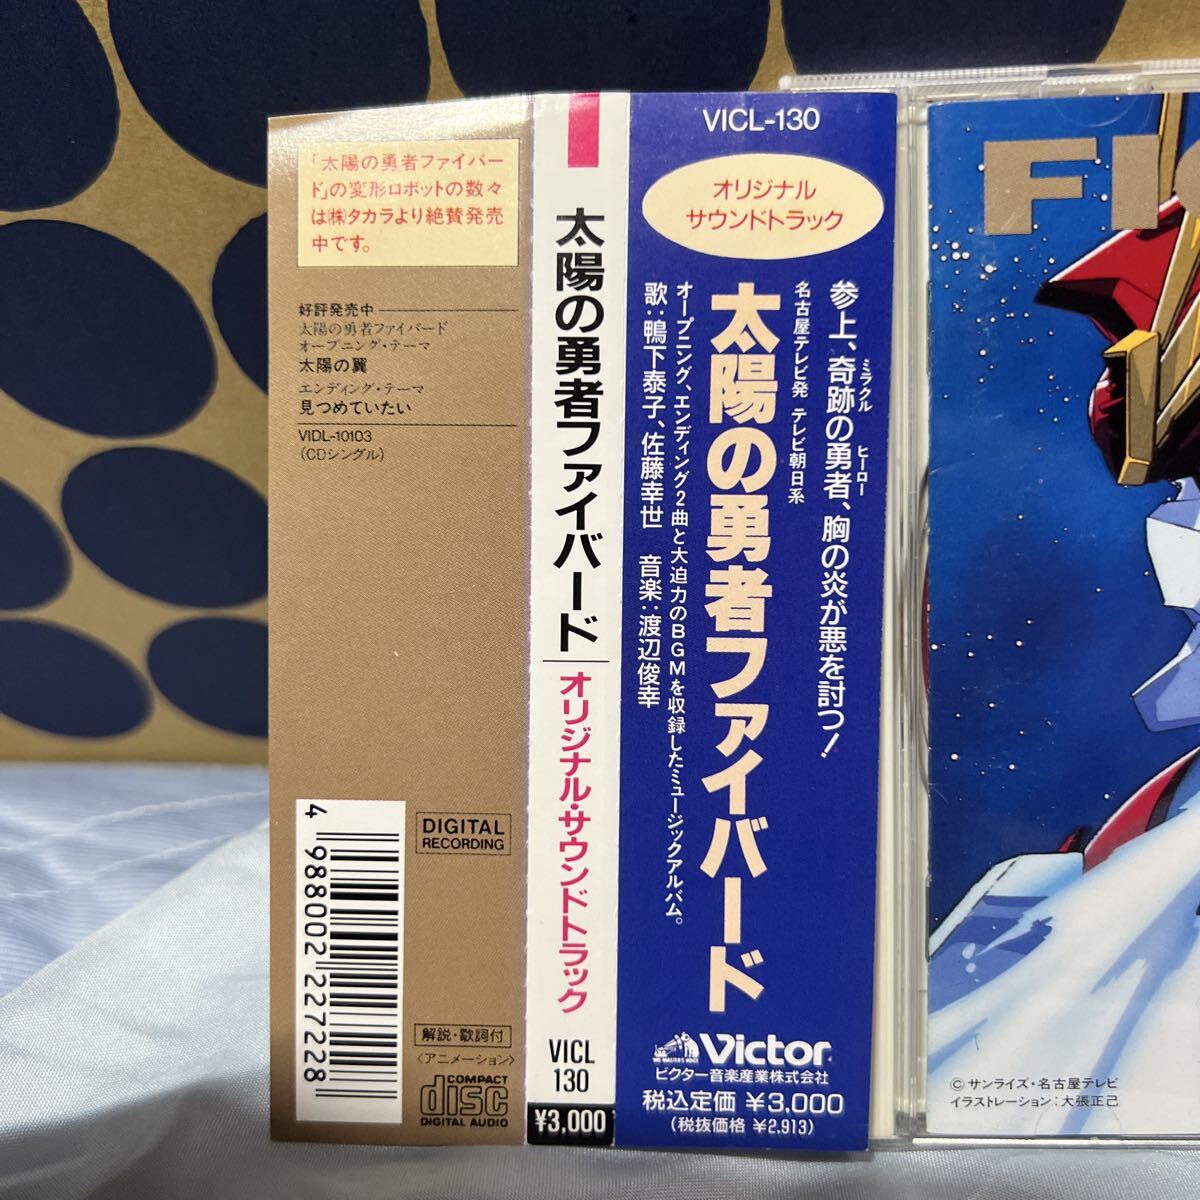 「太陽の勇者ファイバー
ド」の変形ロボットの数々
は㈱タカラより絶賛発売
中です。
好評発売中
太陽の勇者ファイバード
オープニング・テーマ
太陽の翼
エンディング・テーマ
見つめていたい
VIDL-10103
(CDシングル)
4 988002 227228
DIGITAL
RECORDING
解説・歌詞付
〈アニメーション〉
COMPACT
disc
DIGITAL AUDIO
太陽の勇者ファイバード
オリジナル・サウンドトラック
VICL
130
¥3,000
VICL-130
オリジナル
サウンドトラック
参上、奇跡の勇者、胸の炎が悪を討つ!
ミラクル
ヒーロー
名古屋テレビ発 テレビ朝日系
太陽の勇者ファイバード
オープニング、エンディング2曲と大迫力のBGMを収録したミュージックアルバム。
歌:鴨下泰子、佐藤幸世 音楽:渡辺俊幸
HIS MASTER'S VOICE
Victor
ビクター音楽産業株式会社
税込定価 ¥3,000
(税抜価格 ¥2,913)
© サンライズ・名古屋テレビ
イラストレーション:大張正己